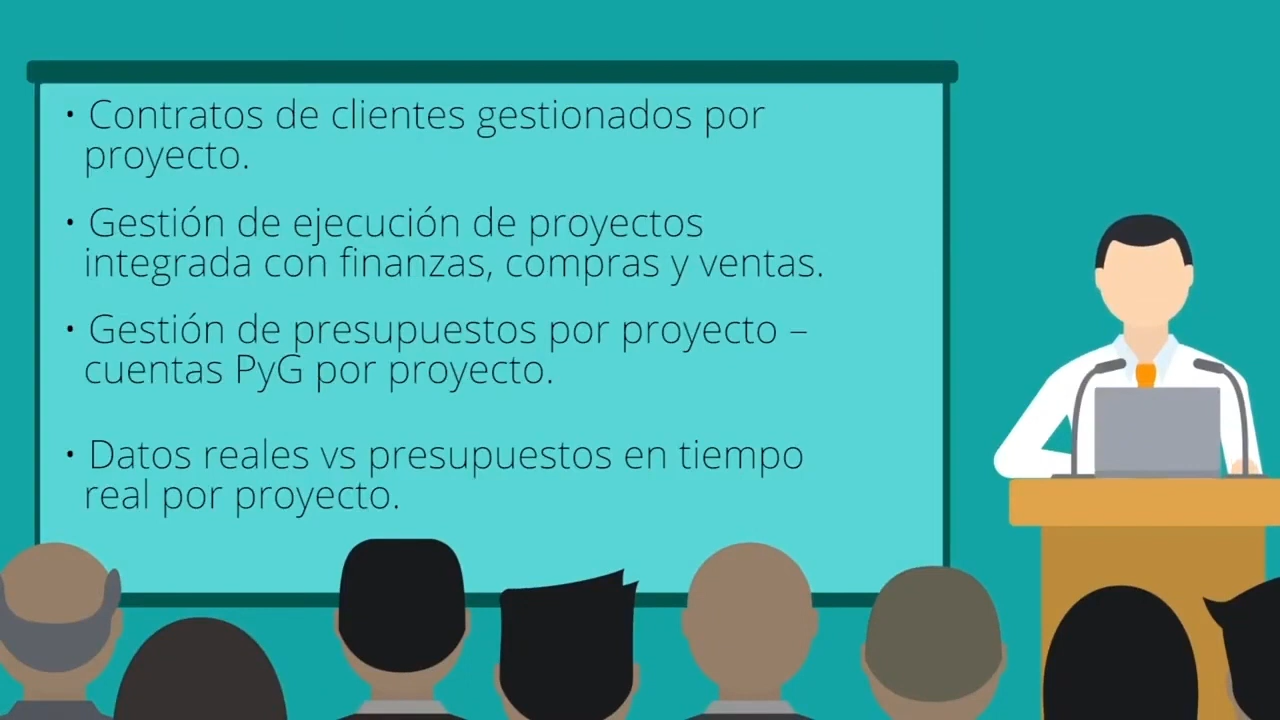 • Contratos de clientes gestionados por
proyecto.
• Gestión de ejecución de proyectos
integrada con finanzas, compras y ventas.
• Gestión de presupuestos por proyecto –
cuentas PyG por proyecto.
• Datos reales vs presupuestos en tiempo
real por proyecto.